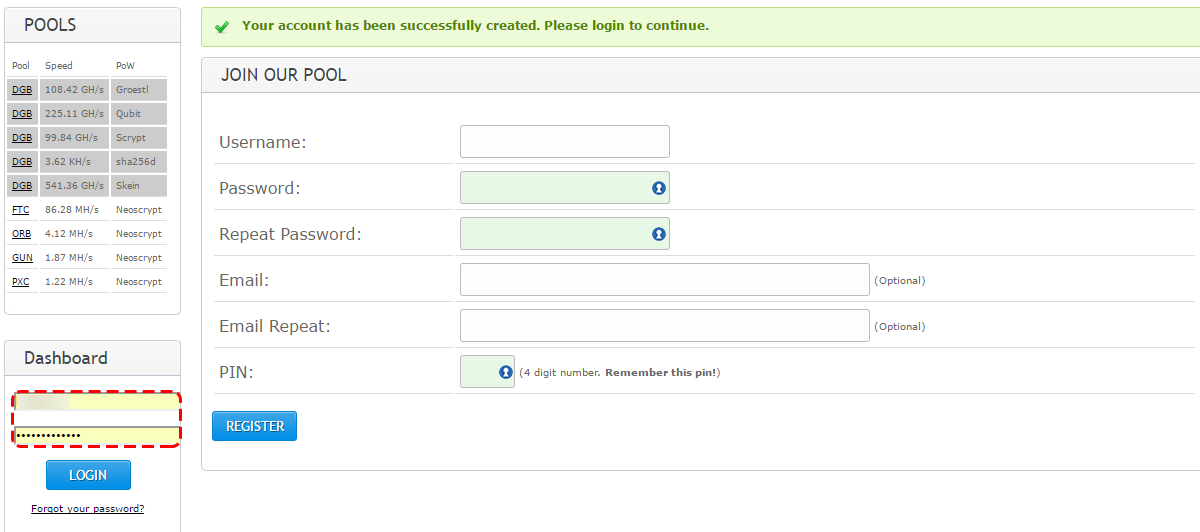 POOLS
Pool Speed PoW
DGB 108.42 GH/s Groestl
DGB 225.11 GH/s Qubit
DGB 99.84 GH/s Scrypt
DGB 3.62 KH/s sha256d
DGB 541.36 GH/s Skein
FTC 86.28 MH/s Neoscrypt
ORB 4.12 MH/s Neoscrypt
GUN 1.87 MH/s Neoscrypt
PXC 1.22 MH/s Neoscrypt
Dashboard
•••••••••••••
LOGIN
Forgot your password?
Your account has been successfully created. Please login to continue.
JOIN OUR POOL
Username:
Password:
Repeat Password:
Email: (Optional)
Email Repeat: (Optional)
PIN: (4 digit number. Remember this pin!)
REGISTER